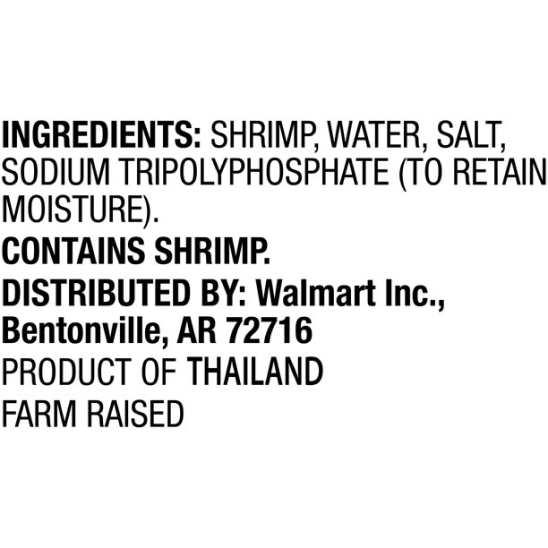 INGREDIENTS: SHRIMP, WATER, SALT,
SODIUM TRIPOLYPHOSPHATE (TO RETAIN
MOISTURE).
CONTAINS SHRIMP.
DISTRIBUTED BY: Walmart Inc.,
Bentonville, AR 72716
PRODUCT OF THAILAND
FARM RAISED